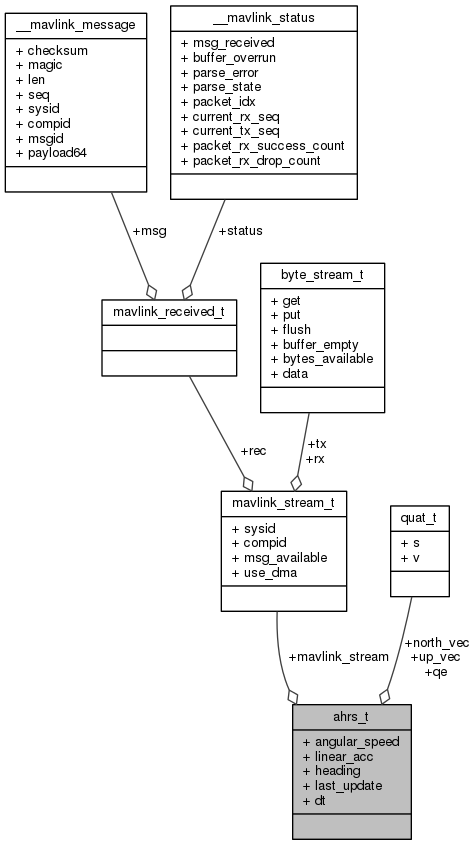 __mavlink_message
+ checksum
+ magic
+ len
+ seq
+ sysid
+ compid
+ msgid
+ payload64
__mavlink_status
+ msg_received
+ buffer_overrun
+ parse_error
+ parse_state
+ packet_idx
+ current_rx_seq
+ current_tx_seq
+ packet_rx_success_count
+ packet_rx_drop_count
+msg
+status
mavlink_received_t
byte_stream_t
+ get
+ put
+ flush
+ buffer_empty
+ bytes_available
+ data
+rec
+tx
+rx
mavlink_stream_t
+ sysid
+ compid
+ msg_available
+ use_dma
quat_t
+ s
+ v
+mavlink_stream
+north_vec
+up_vec
+qe
ahrs_t
+ angular_speed
+ linear_acc
+ heading
+ last_update
+ dt